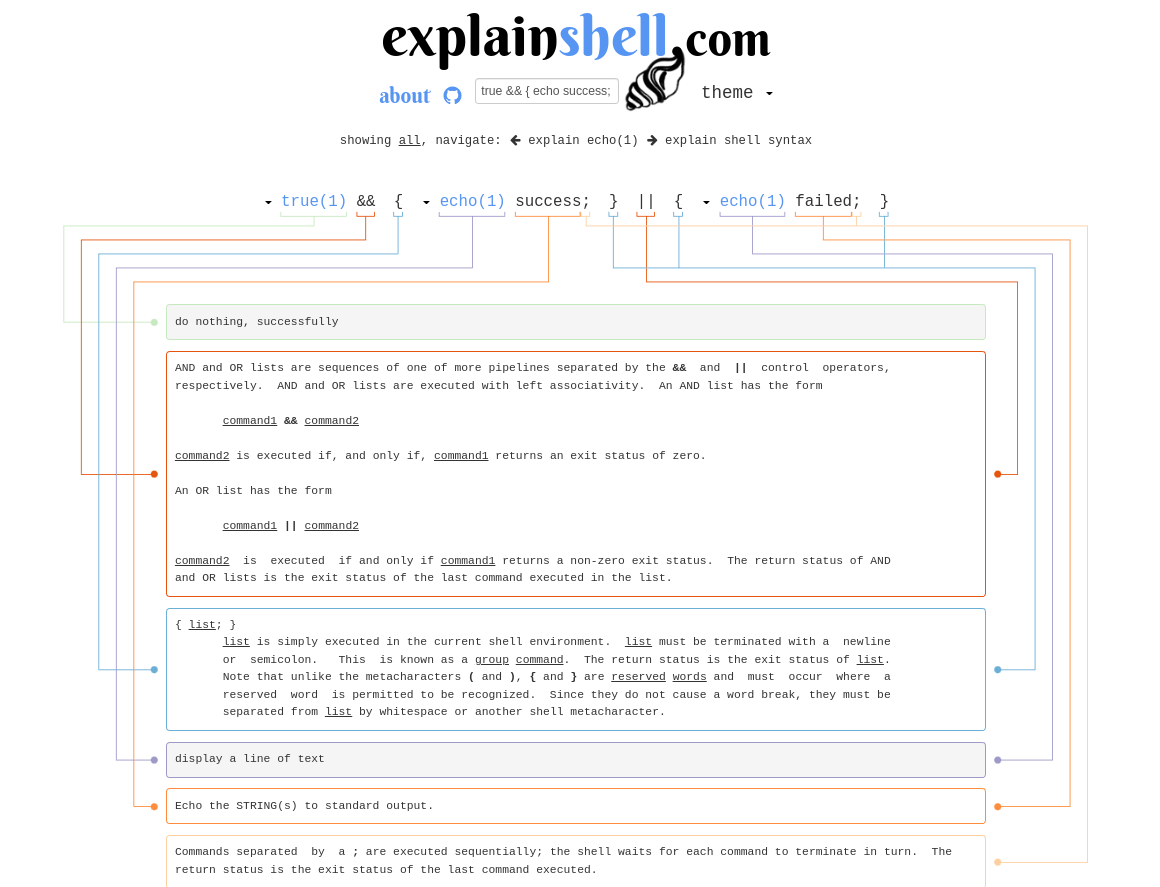 explainshell.com
about true && { echo success; theme
showing all, navigate: explain echo(1) explain shell syntax
true(1) && { echo(1) success; } || { echo(1) failed; }
do nothing, successfully
AND and OR lists are sequences of one of more pipelines separated by the && and || control operators,
respectively. AND and OR lists are executed with left associativity. An AND list has the form
command1 && command2
command2 is executed if, and only if, command1 returns an exit status of zero.
An OR list has the form
command1 || command2
command2 is executed if and only if command1 returns a non-zero exit status. The return status of AND
and OR lists is the exit status of the last command executed in the list.
{ list; }
list is simply executed in the current shell environment. list must be terminated with a newline
or semicolon. This is known as a group command. The return status is the exit status of list.
Note that unlike the metacharacters ( and ), { and } are reserved words and must occur where a
reserved word is permitted to be recognized. Since they do not cause a word break, they must be
separated from list by whitespace or another shell metacharacter.
display a line of text
Echo the STRING(s) to standard output.
Commands separated by a ; are executed sequentially; the shell waits for each command to terminate in turn. The
return status is the exit status of the last command executed.